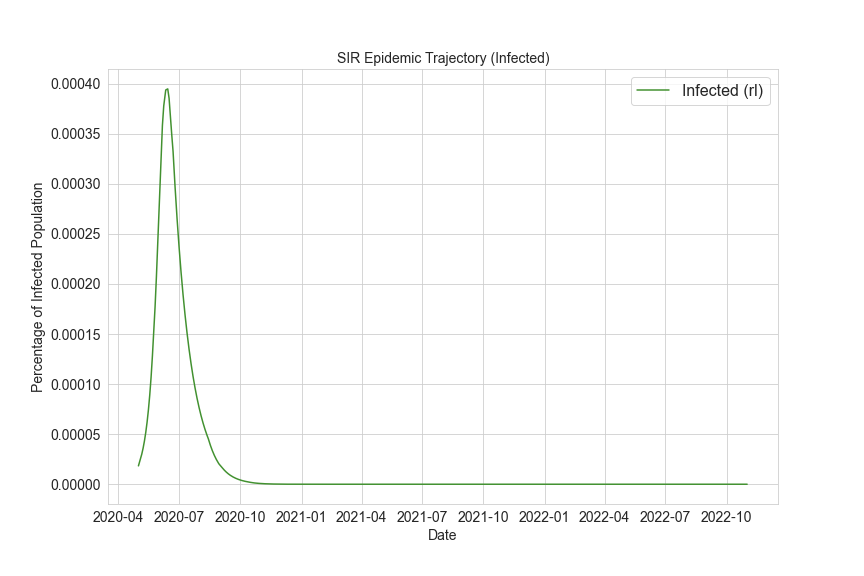 SIR Epidemic Trajectory (Infected)
Infected (rI)
Percentage of Infected Population
0.00040
0.00035
0.00030
0.00025
0.00020
0.00015
0.00010
0.00005
0.00000
2020-04 2020-07 2020-10 2021-01 2021-04 2021-07 2021-10 2022-01 2022-04 2022-07 2022-10
Date